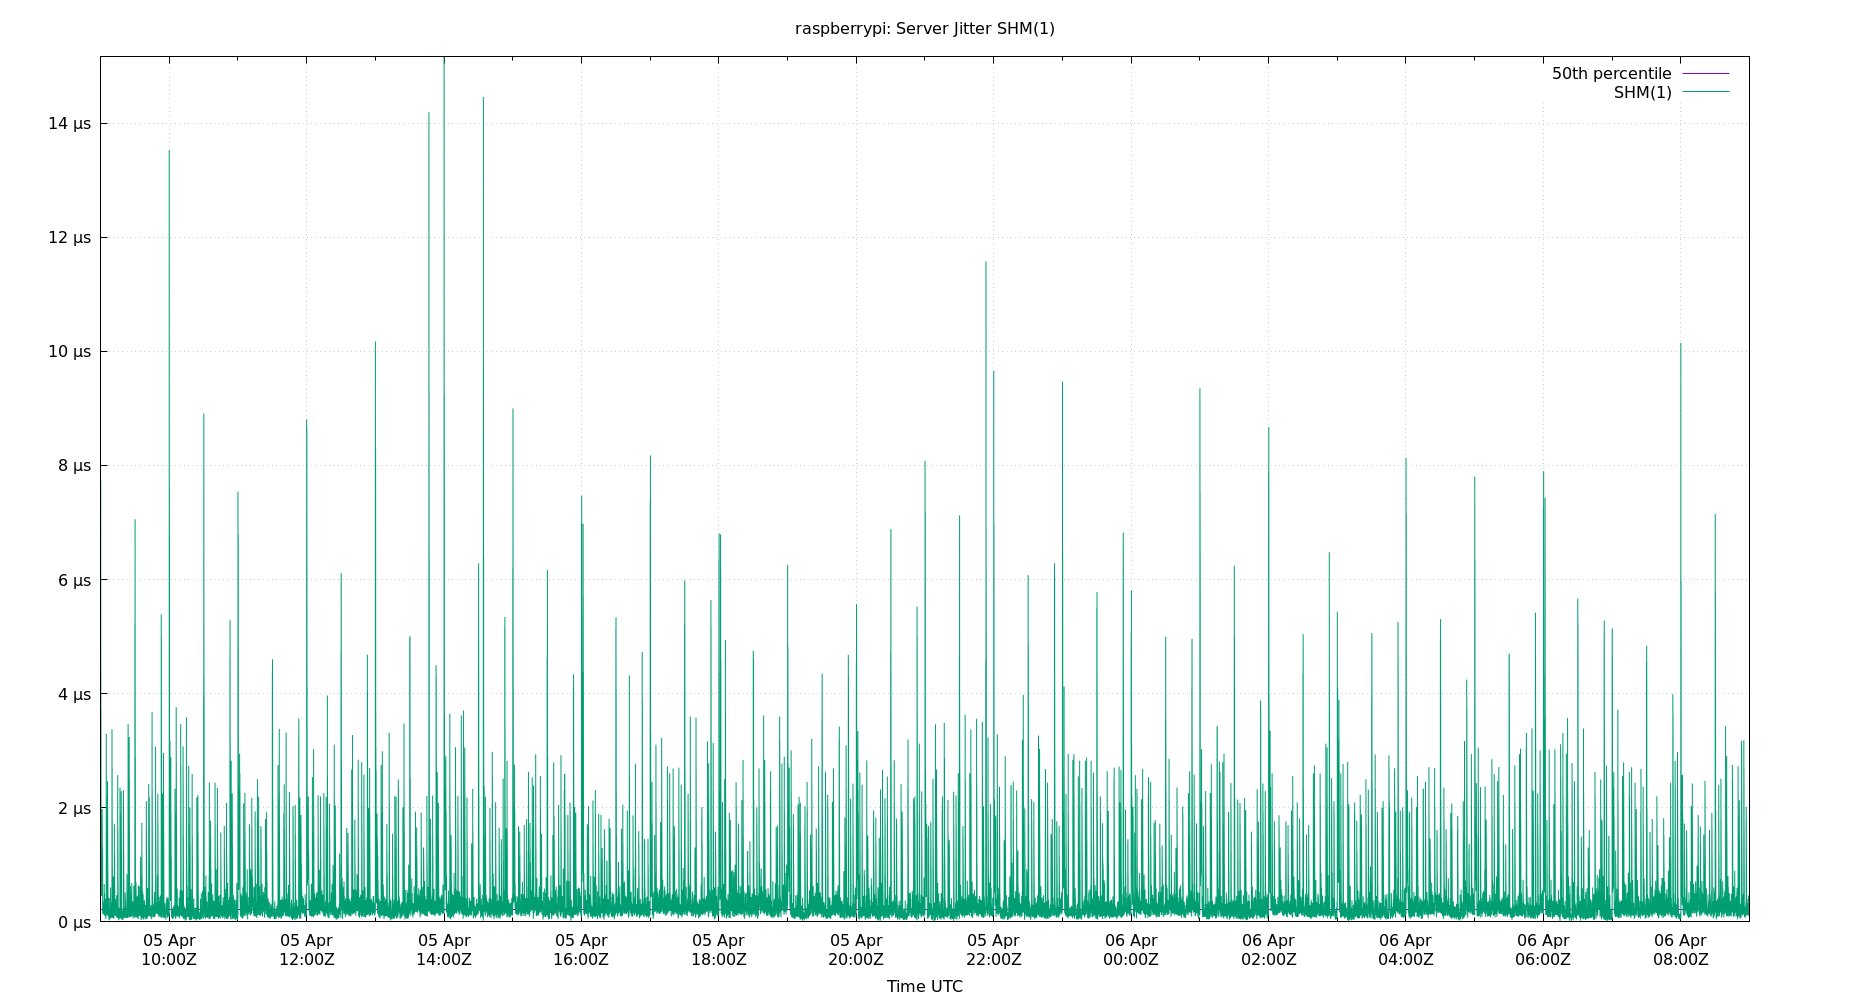 raspberrypi: Server Jitter SHM(1)
50th percentile
SHM(1)
14 µs
12 µs
10 µs
8 µs
6 µs
4 µs
2 µs
0 µs
05 Apr 05 Apr 05 Apr 05 Apr 05 Apr 05 Apr 05 Apr 06 Apr 06 Apr 06 Apr 06 Apr 06 Apr
10:00Z 12:00Z 14:00Z 16:00Z 18:00Z 20:00Z 22:00Z 00:00Z 02:00Z 04:00Z 06:00Z 08:00Z
Time UTC